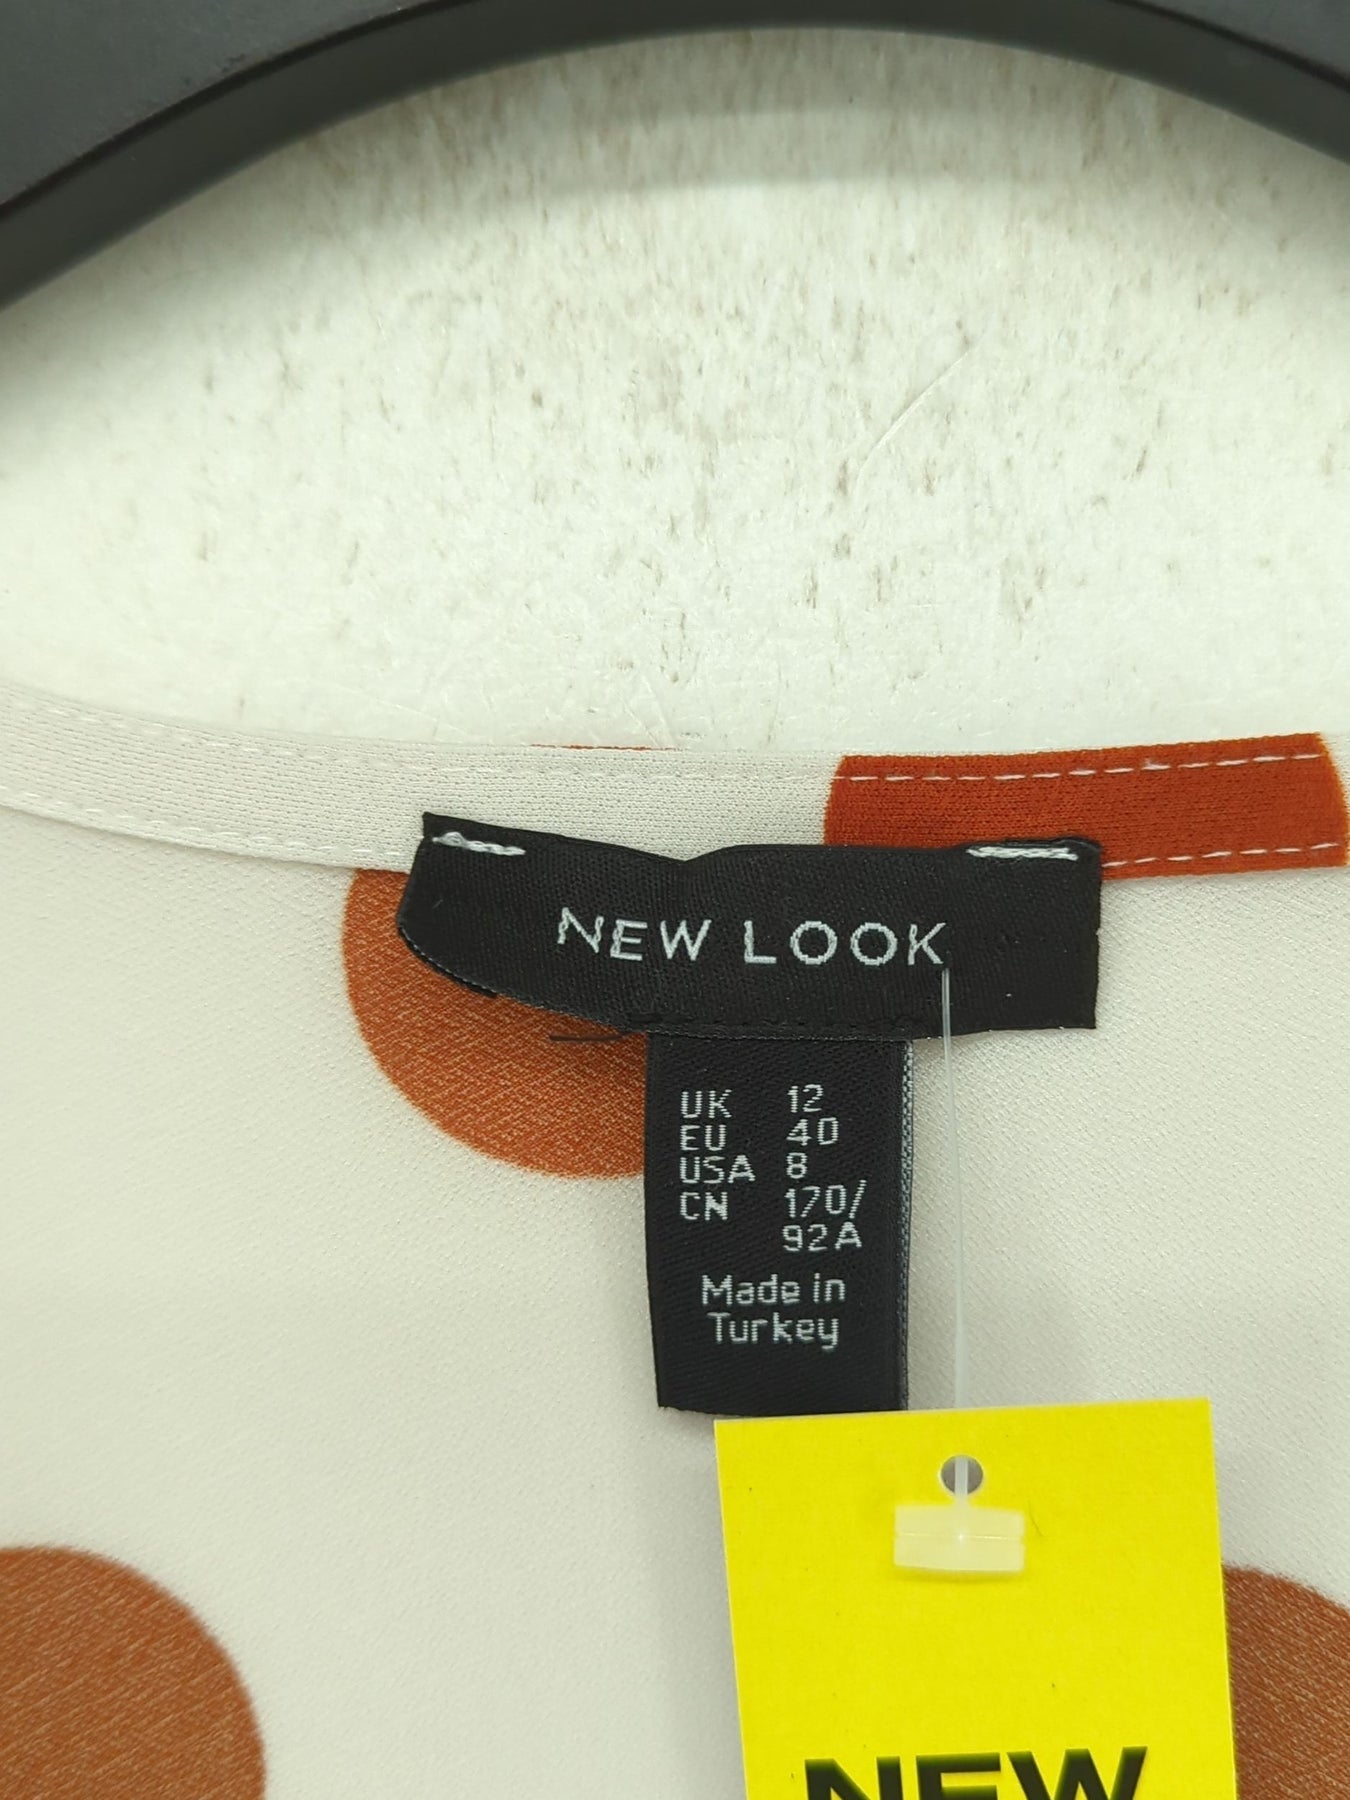 NEW LOOK
UK 12
EU 40
USA 8
CN 170/
92A
Made in
Turkey
NEW